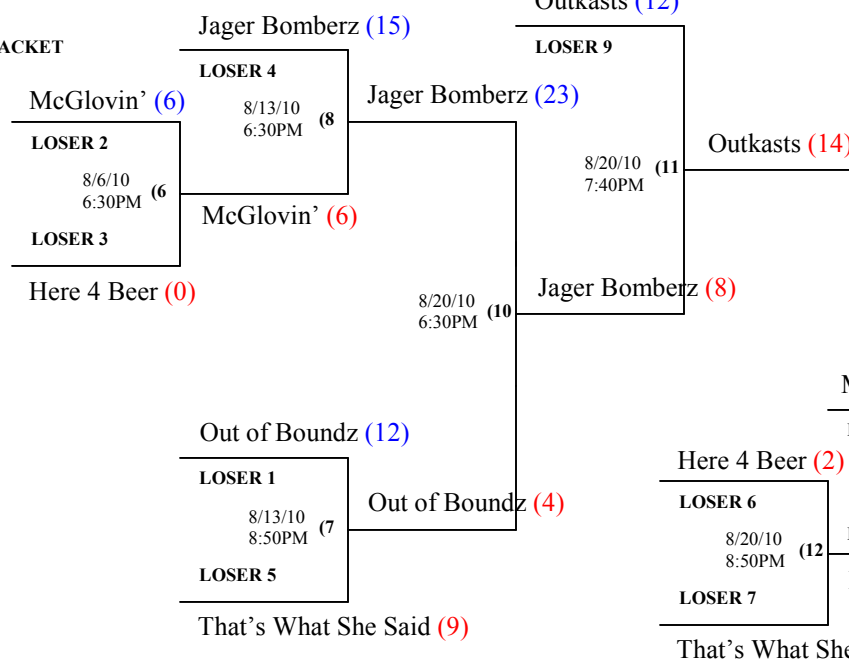 Outkasts (12)
Jager Bomberz (15)
LOSER 9
LOSER 4
McGlovin' (6)
Jager Bomberz (23)
8/13/10
6:30PM
(8
LOSER 2
Outkasts (14)
8/20/10
7:40PM
(11
8/6/10
6:30PM
(6
McGlovin' (6)
LOSER 3
Here 4 Beer (0)
Jager Bomberz (8)
8/20/10
6:30PM
(10
Out of Boundz (12)
LOSER 1
Here 4 Beer (2)
Out of Boundz (4)
LOSER 6
8/13/10
8:50PM
(7
8/20/10
8:50PM
(12
LOSER 5
LOSER 7
That's What She Said (9)
That's What She